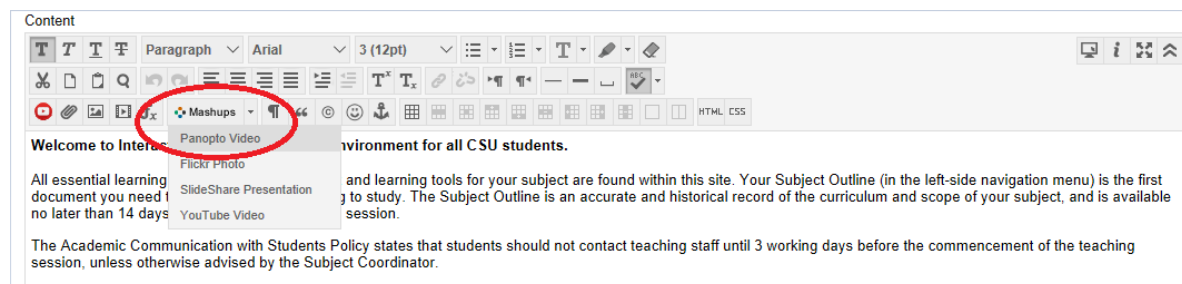 Content
T T T T Paragraph Arial 3 (12pt) T
Tx Tx ABC
fx Mashups HTML CSS
Panopto Video
Flickr Photo
SlideShare Presentation
YouTube Video
Welcome to Intera nvironment for all CSU students.
All essential learning and learning tools for your subject are found within this site. Your Subject Outline (in the left-side navigation menu) is the first
document you need t g to study. The Subject Outline is an accurate and historical record of the curriculum and scope of your subject, and is available
no later than 14 days session.
The Academic Communication with Students Policy states that students should not contact teaching staff until 3 working days before the commencement of the teaching
session, unless otherwise advised by the Subject Coordinator.